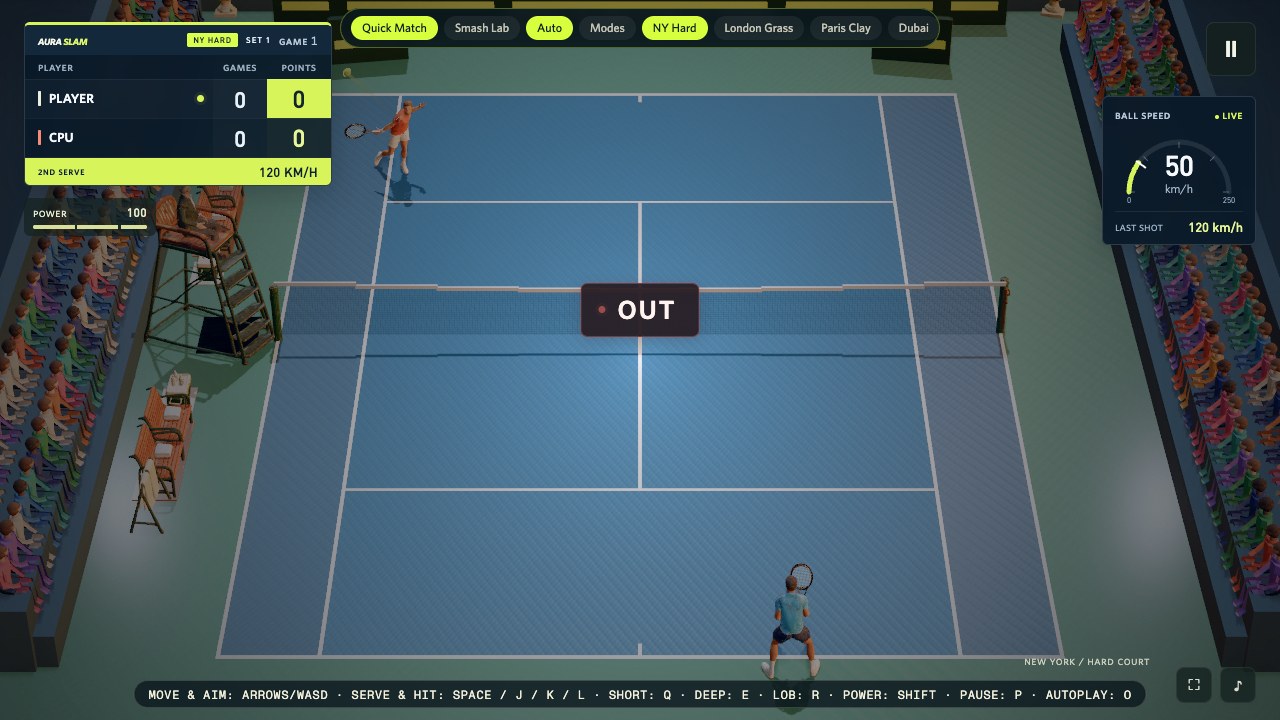 Quick Match Smash Lab Auto Modes NY Hard London Grass Paris Clay Dubai
AURA SLAM NY HARD SET 1 GAME 1
PLAYER GAMES POINTS
PLAYER 0 0
CPU 0 0
2ND SERVE 120 KM/H
POWER 100
BALL SPEED LIVE
50
km/h
0 250
LAST SHOT 120 km/h
OUT
NEW YORK / HARD COURT
MOVE & AIM: ARROWS/WASD · SERVE & HIT: SPACE / J / K / L · SHORT: Q · DEEP: E · LOB: R · POWER: SHIFT · PAUSE: P · AUTOPLAY: O